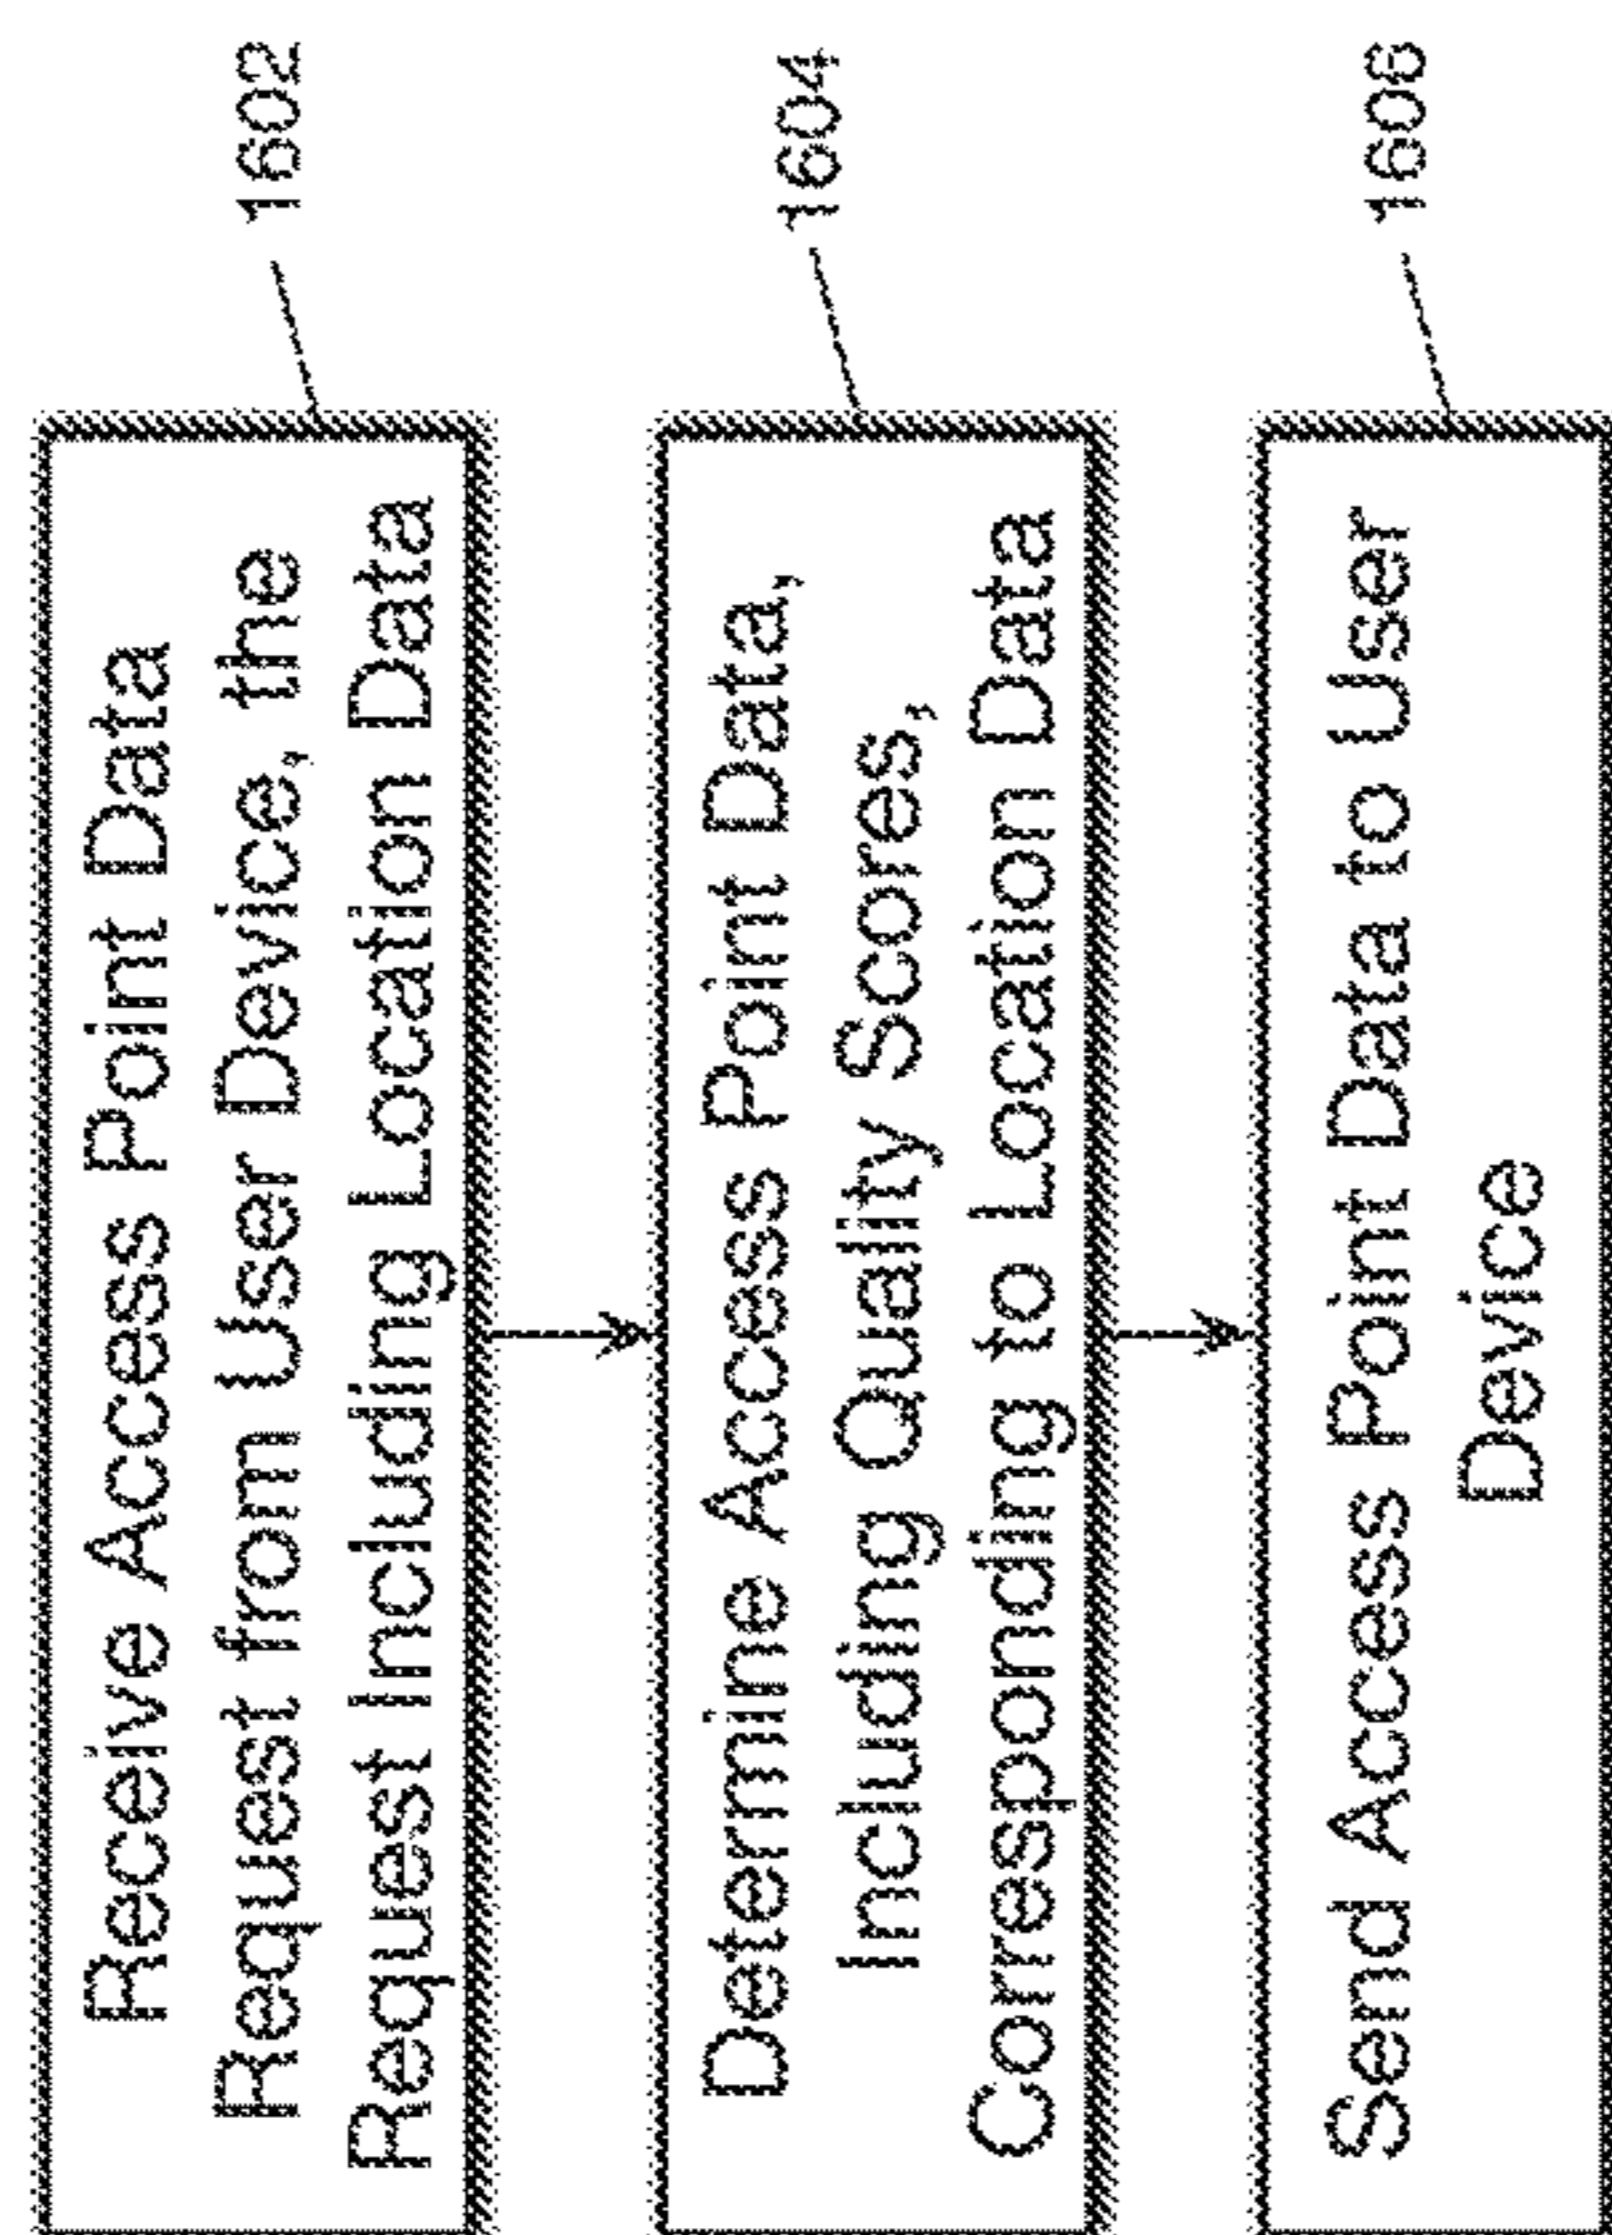 Receive Access Point Data
Request from User Device, the
Request Including Location Data
1602
Determine Access Point Data,
Including Quality Scores,
Corresponding to Location Data
1604
Send Access Point Data to User
Device
1606